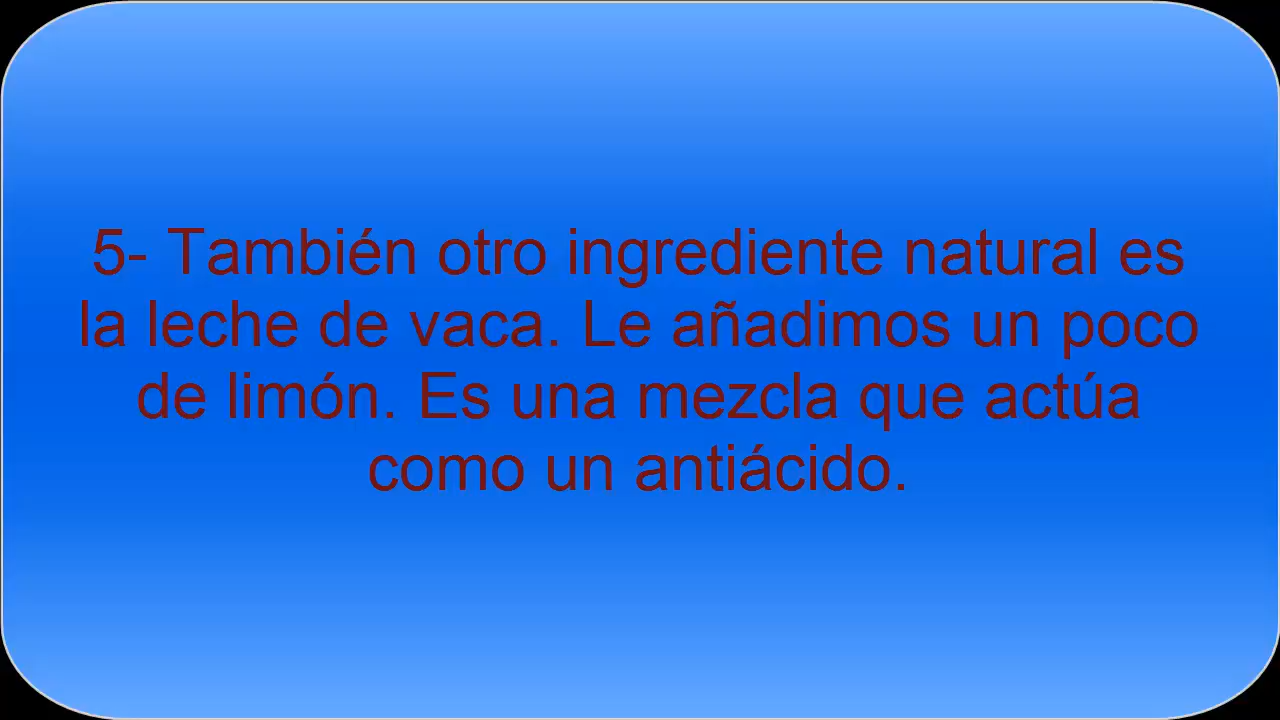 5- También otro ingrediente natural es
la leche de vaca. Le añadimos un poco
de limón. Es una mezcla que actúa
como un antiácido.